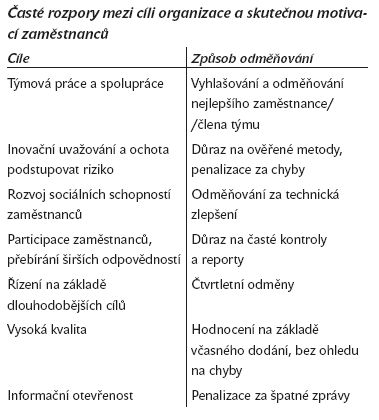 Časté rozpory mezi cíli organizace a skutečnou motiva-
cí zaměstnanců
Cíle
Způsob odměňování
Týmová práce a spolupráce
Vyhlašování a odměňování
nejlepšího zaměstnance/
/člena týmu
Inovační uvažování a ochota
podstupovat riziko
Důraz na ověřené metody,
penalizace za chyby
Rozvoj sociálních schopností
zaměstnanců
Odměňování za technická
zlepšení
Participace zaměstnanců,
přebírání širších odpovědností
Důraz na časté kontroly
a reporty
Řízení na základě
dlouhodobějších cílů
Čtvrtletní odměny
Vysoká kvalita
Hodnocení na základě
včasného dodání, bez ohledu
na chyby
Informační otevřenost
Penalizace za špatné zprávy